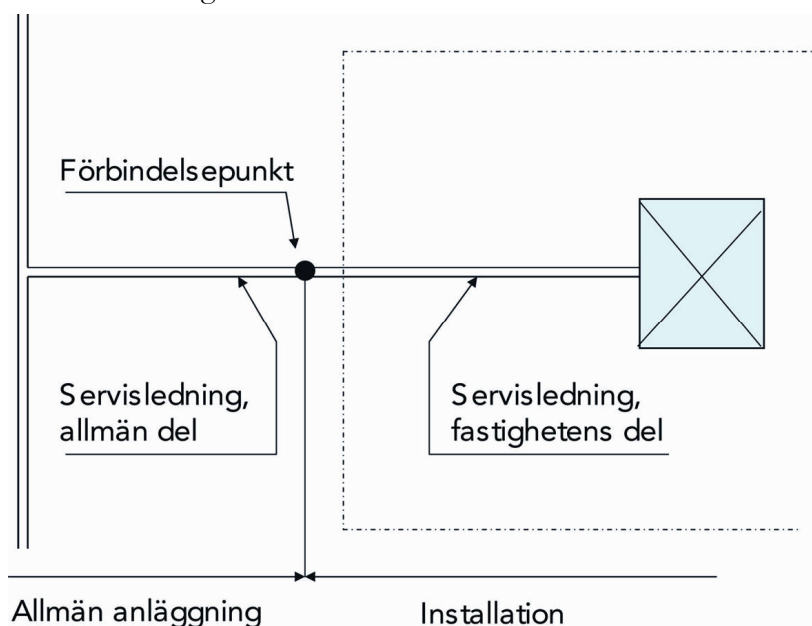 Förbindelsepunkt
Servisledning,
allmän del
Servisledning,
fastighetens del
Allmän anläggning
Installation